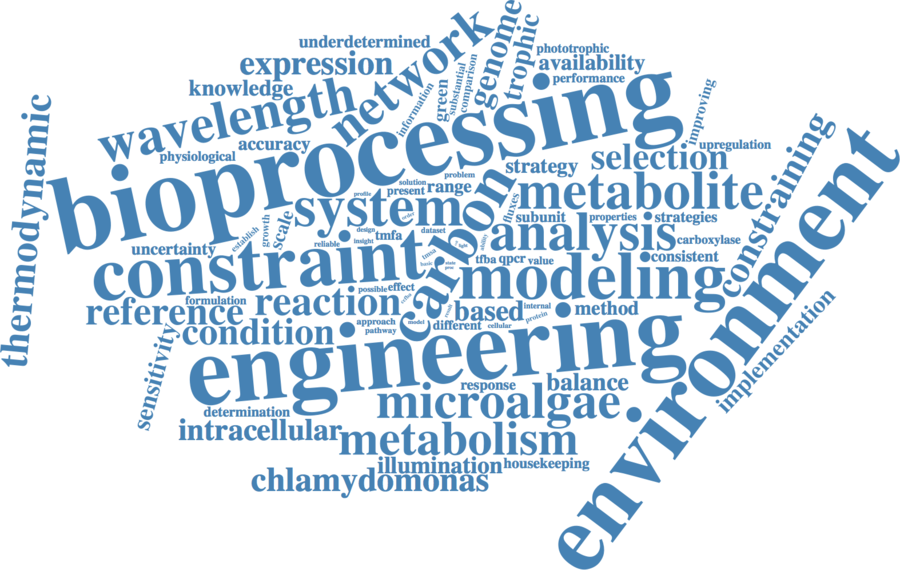 underdetermined
expression
knowledge
wavelength
network
genome
trophic
phototrophic
availability
performance
information
green
substantial
comparison
improving
thermodynamic
accuracy
physiological
bioprocessing
problem
strategy
selection
upregulation
constraining
environment
solution
present
range
profile
metabolite
system
carbon
fluxes
subunit
properties
strategies
establish
growth
scale
design
order
dataset
tmfa
analysis
carboxylase
uncertainty
reliable
insight
constraint
tfba
qpcr
value
consistent
basic
modeling
possible
effect
formulation
reference
reaction
based
internal
protein
method
approach
pathway
model
different
cellular
condition
sensitivity
engineering
implementation
response
balance
microalgae
determination
intracellular
metabolism
illumination
housekeeping
chlamydomonas